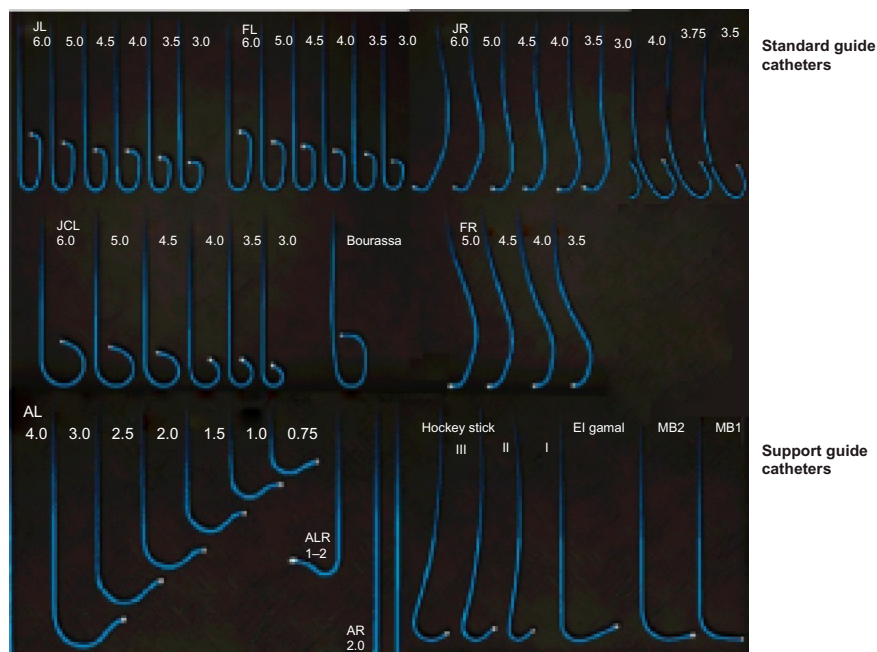 JL
6.0 5.0 4.5 4.0 3.5 3.0
FL
6.0 5.0 4.5 4.0 3.5 3.0
JR
6.0 5.0 4.5 4.0 3.5 3.0 4.0 3.75 3.5
Standard guide
catheters
JCL
6.0 5.0 4.5 4.0 3.5 3.0
Bourassa
FR
5.0 4.5 4.0 3.5
AL
4.0 3.0 2.5 2.0 1.5 1.0 0.75
ALR
1–2
AR
2.0
Hockey stick
III II I
El gamal
MB2
MB1
Support guide
catheters